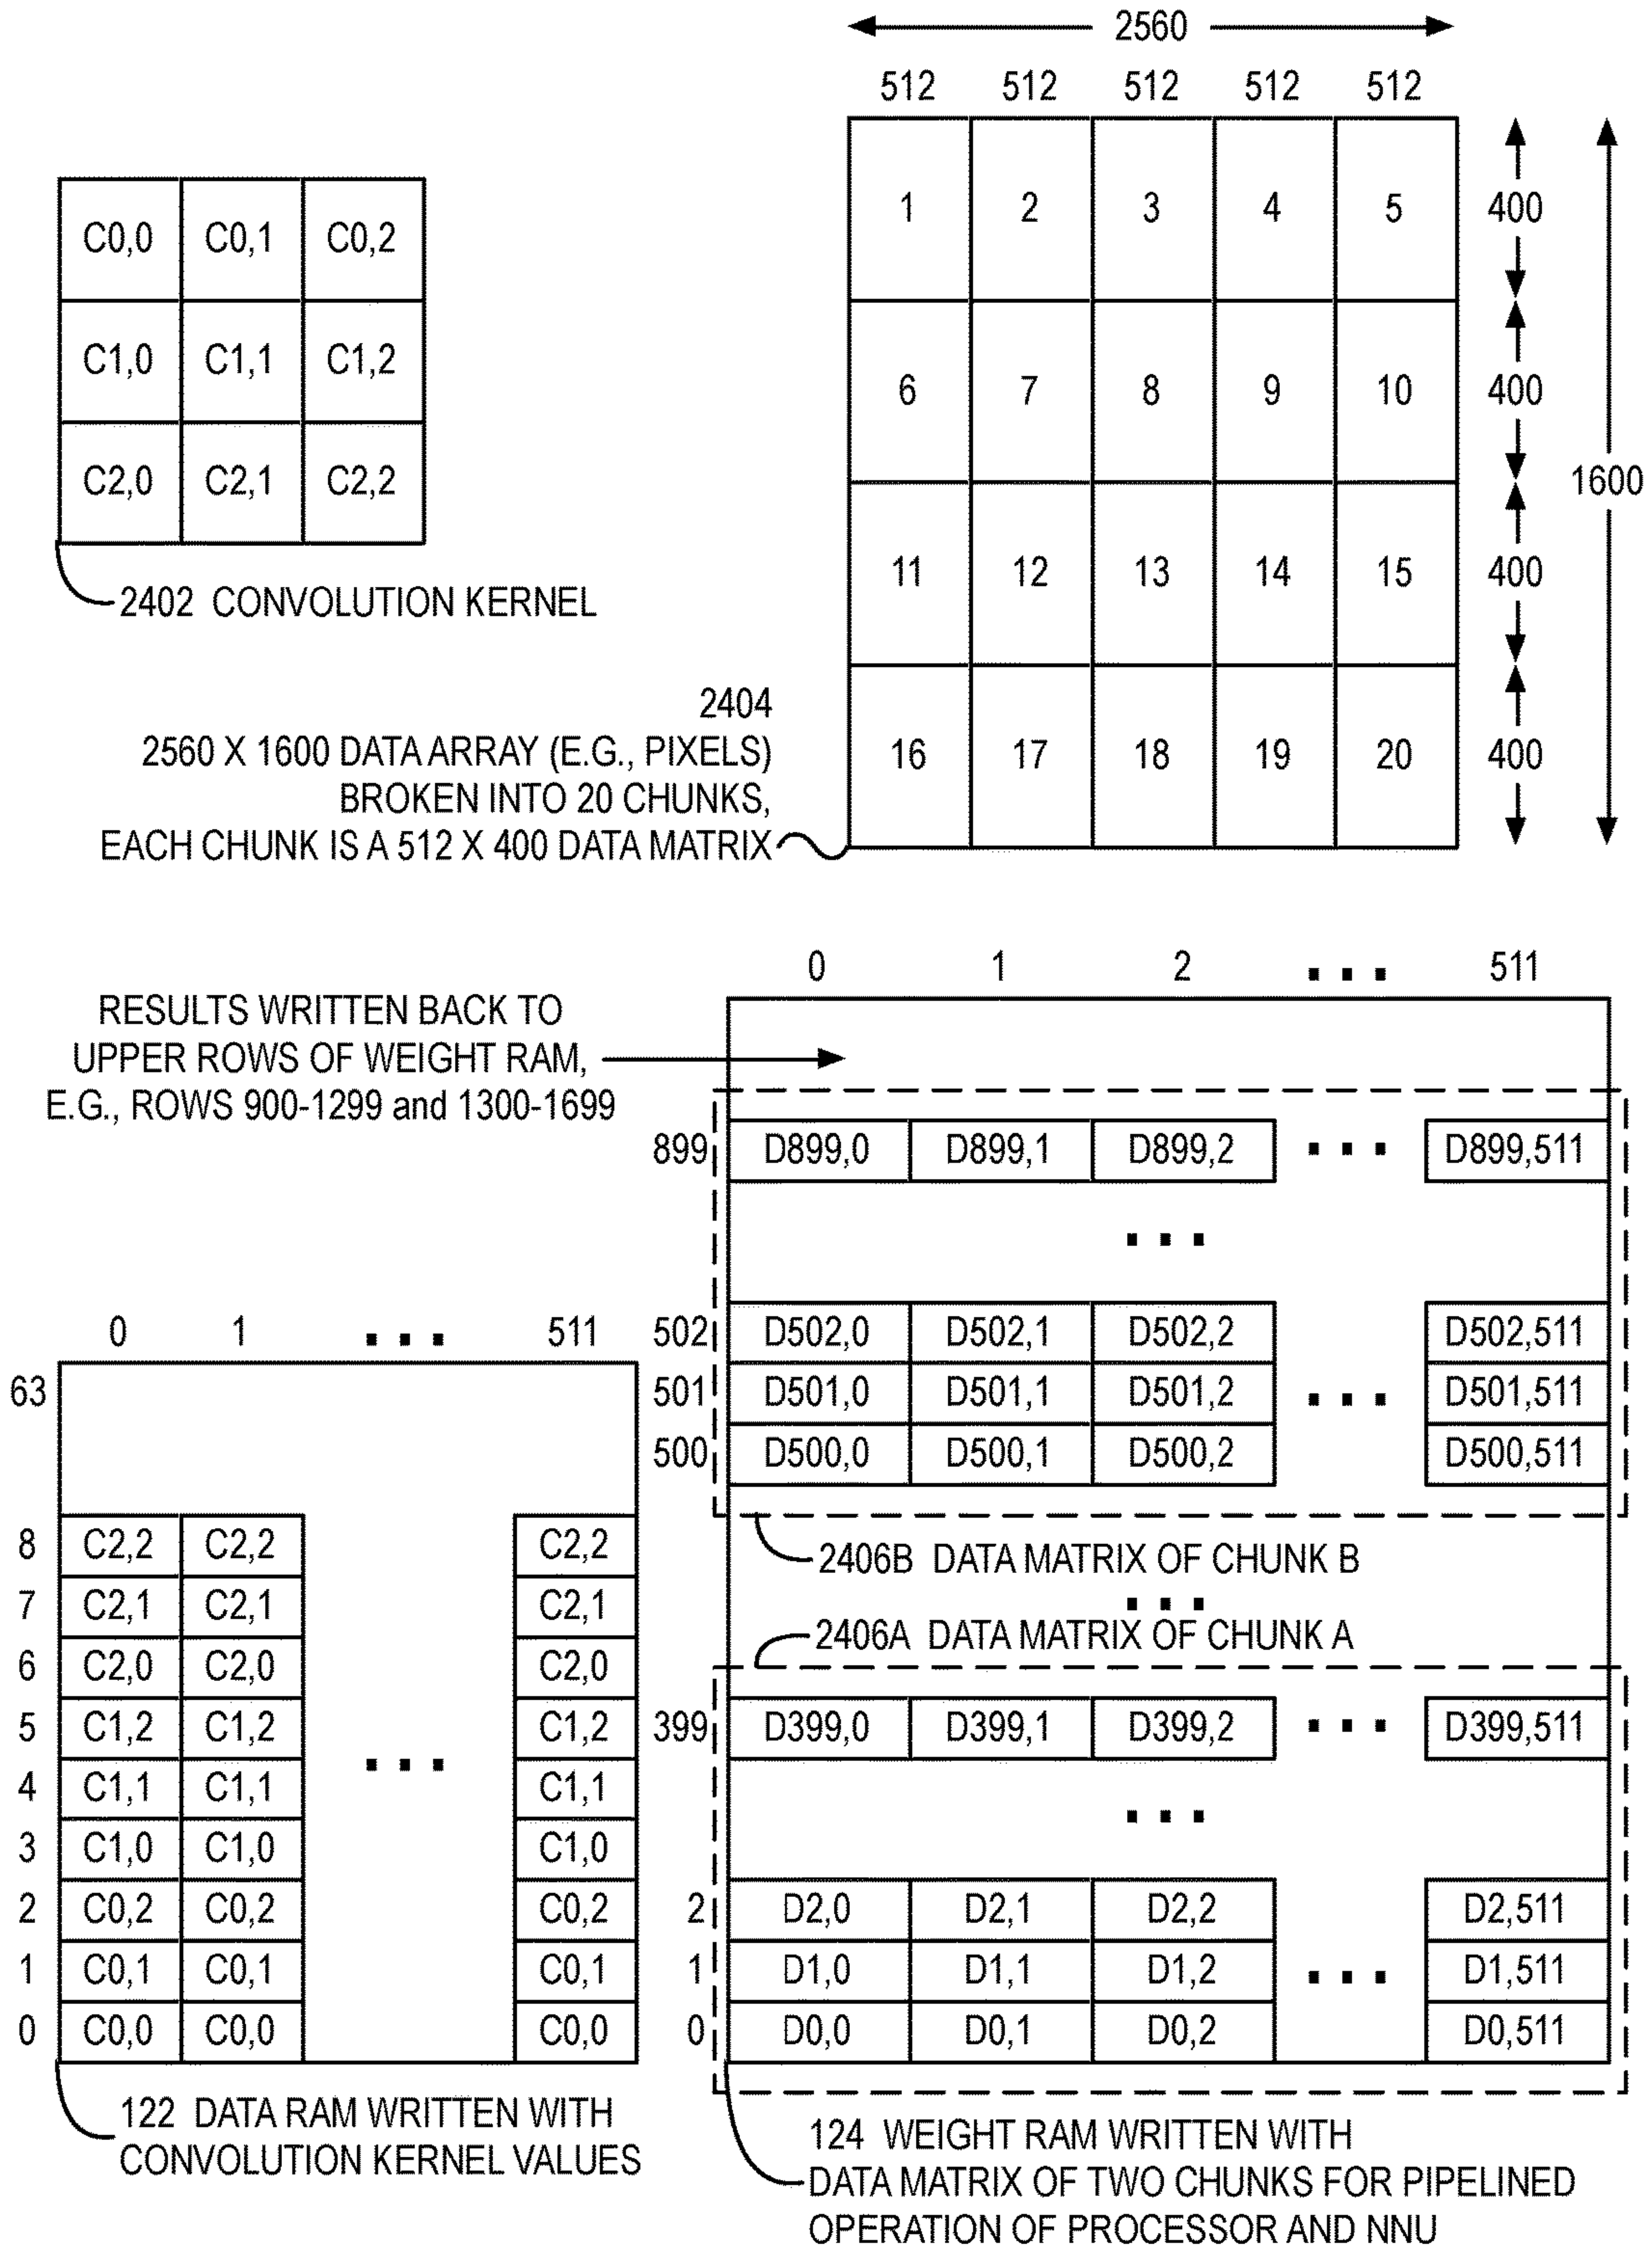 2560
512 512 512 512 512
1 2 3 4 5 400
6 7 8 9 10 400
1600
11 12 13 14 15 400
16 17 18 19 20 400
C0,0 C0,1 C0,2
C1,0 C1,1 C1,2
C2,0 C2,1 C2,2
2402 CONVOLUTION KERNEL
2404
2560 X 1600 DATA ARRAY (E.G., PIXELS)
BROKEN INTO 20 CHUNKS,
EACH CHUNK IS A 512 X 400 DATA MATRIX
RESULTS WRITTEN BACK TO
UPPER ROWS OF WEIGHT RAM,
E.G., ROWS 900-1299 and 1300-1699
0 1 2 ... 511
899 D899,0 D899,1 D899,2 ... D899,511
...
502 D502,0 D502,1 D502,2 D502,511
501 D501,0 D501,1 D501,2 ... D501,511
500 D500,0 D500,1 D500,2 D500,511
2406B DATA MATRIX OF CHUNK B
...
2406A DATA MATRIX OF CHUNK A
399 D399,0 D399,1 D399,2 ... D399,511
...
2 D2,0 D2,1 D2,2 D2,511
1 D1,0 D1,1 D1,2 ... D1,511
0 D0,0 D0,1 D0,2 D0,511
124 WEIGHT RAM WRITTEN WITH
DATA MATRIX OF TWO CHUNKS FOR PIPELINED
OPERATION OF PROCESSOR AND NNU
0 1 ... 511
63
8 C2,2 C2,2 C2,2
7 C2,1 C2,1 C2,1
6 C2,0 C2,0 C2,0
5 C1,2 C1,2 C1,2
...
4 C1,1 C1,1 C1,1
3 C1,0 C1,0 C1,0
2 C0,2 C0,2 C0,2
1 C0,1 C0,1 C0,1
0 C0,0 C0,0 C0,0
122 DATA RAM WRITTEN WITH
CONVOLUTION KERNEL VALUES